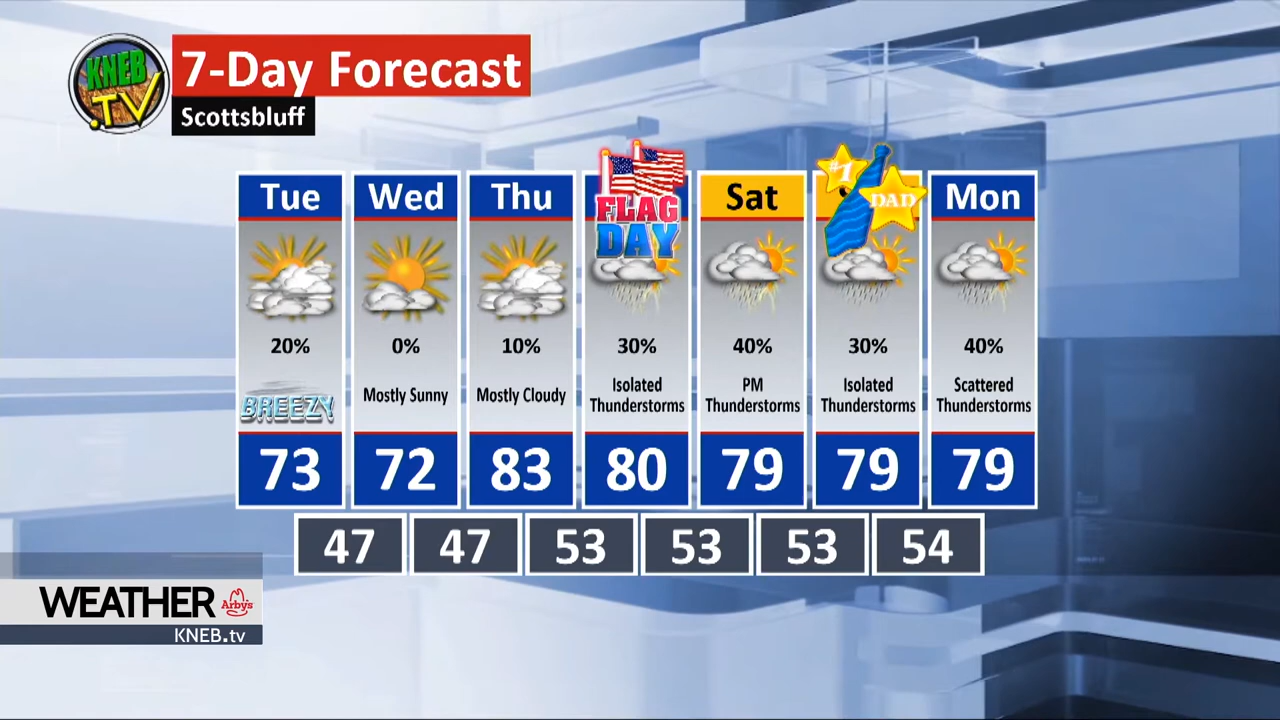 KNEB
.TV
7-Day Forecast
Scottsbluff
Tue Wed Thu FLAG DAY Sat #1 DAD Mon
20% 0% 10% 30% 40% 30% 40%
BREEZY Mostly Sunny Mostly Cloudy Isolated Thunderstorms PM Thunderstorms Isolated Thunderstorms Scattered Thunderstorms
73 72 83 80 79 79 79
47 47 53 53 53 54
WEATHER Arby's
KNEB.tv